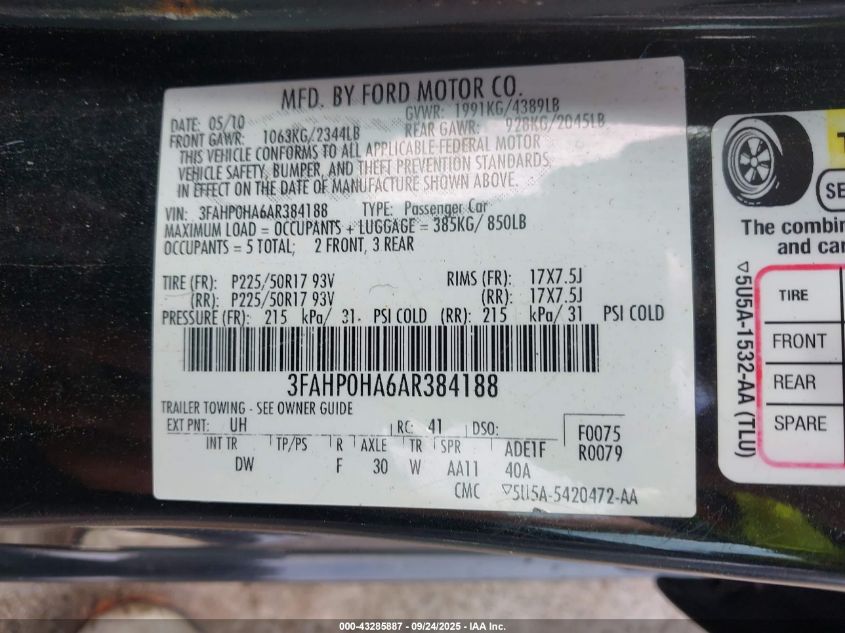 MFD. BY FORD MOTOR CO.
DATE: 05/10 GVWR: 1991KG/4389LB
FRONT GAWR: 1063KG/2344LB REAR GAWR: 928KG/2045LB
THIS VEHICLE CONFORMS TO ALL APPLICABLE FEDERAL MOTOR
VEHICLE SAFETY, BUMPER, AND THEFT PREVENTION STANDARDS
IN EFFECT ON THE DATE OF MANUFACTURE SHOWN ABOVE.
VIN: 3FAHP0HA6AR384188 TYPE: Passenger Car
MAXIMUM LOAD = OCCUPANTS + LUGGAGE = 385KG/ 850LB
OCCUPANTS = 5 TOTAL; 2 FRONT, 3 REAR
TIRE (FR): P225/50R17 93V RIMS (FR): 17X7.5J
(RR): P225/50R17 93V (RR): 17X7.5J
PRESSURE (FR): 215 kPa/ 31- PSI COLD (RR): 215 kPa/ 31 PSI COLD
3FAHP0HA6AR384188
TRAILER TOWING - SEE OWNER GUIDE
EXT PNT: UH RC: 41 DSO: F0075
INT TR TP/PS R AXLE TR SPR ADE1F R0079
DW F 30 W AA11 40A
CMC ▽5U5A-5420472-AA
The combin
and car
▽5U5A-1532-AA (TLU)
TIRE
FRONT
REAR
SPARE
000-43285887 - 09/24/2025 - IAA Inc.